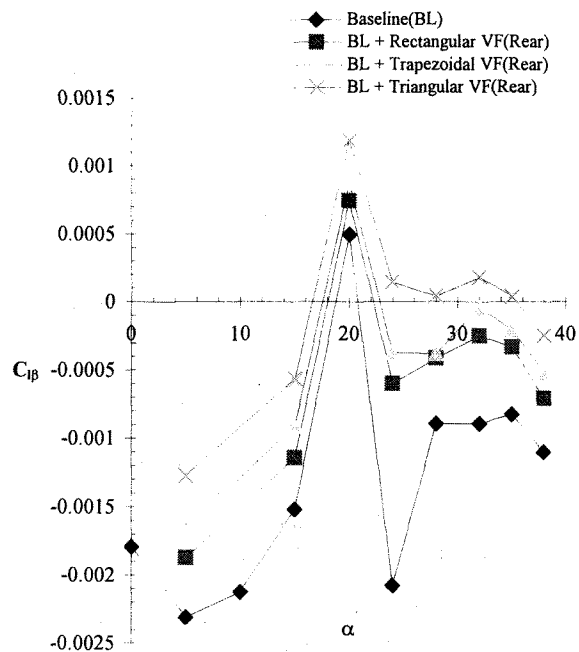 Baseline(BL)
BL + Rectangular VF(Rear)
BL + Trapezoidal VF(Rear)
BL + Triangular VF(Rear)
0.0015
0.001
0.0005
0
-0.0005
-0.001
-0.0015
-0.002
-0.0025
0
10
20
30
40
Clβ
α